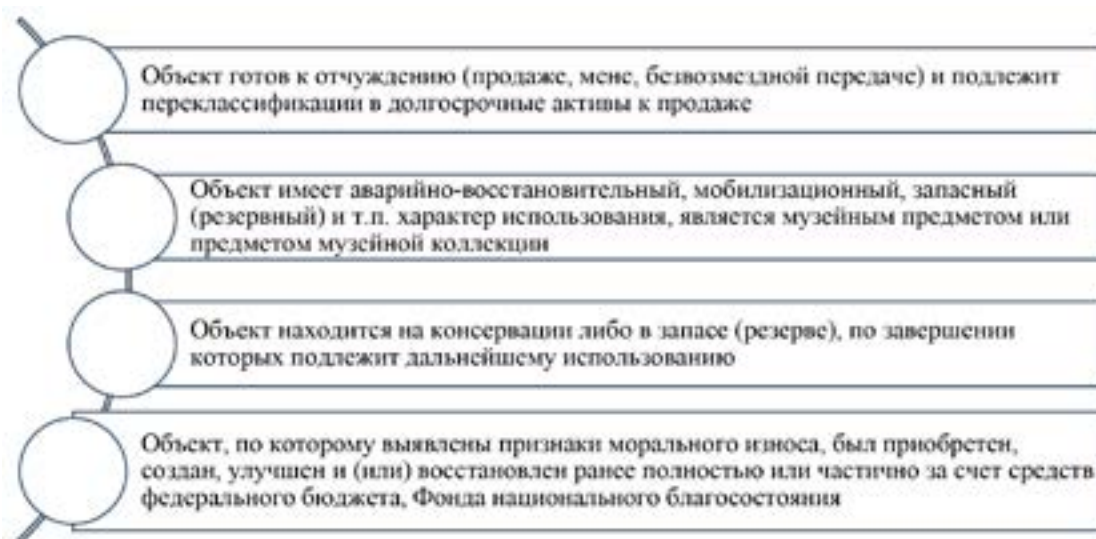 Объект готов к отчуждению (продаже, мене, безвозмездной передаче) и подлежит
переклассификации в долгосрочные активы к продаже
Объект имеет аварийно-восстановительный, мобилизационный, запасный
(резервный) и т.п. характер использования, является музейным предметом или
предметом музейной коллекции
Объект находится на консервации либо в запасе (резерве), по завершении
которых подлежит дальнейшему использованию
Объект, по которому выявлены признаки морального износа, был приобретен,
создан, улучшен и (или) восстановлен ранее полностью или частично за счет средств
федерального бюджета, Фонда национального благосостояния